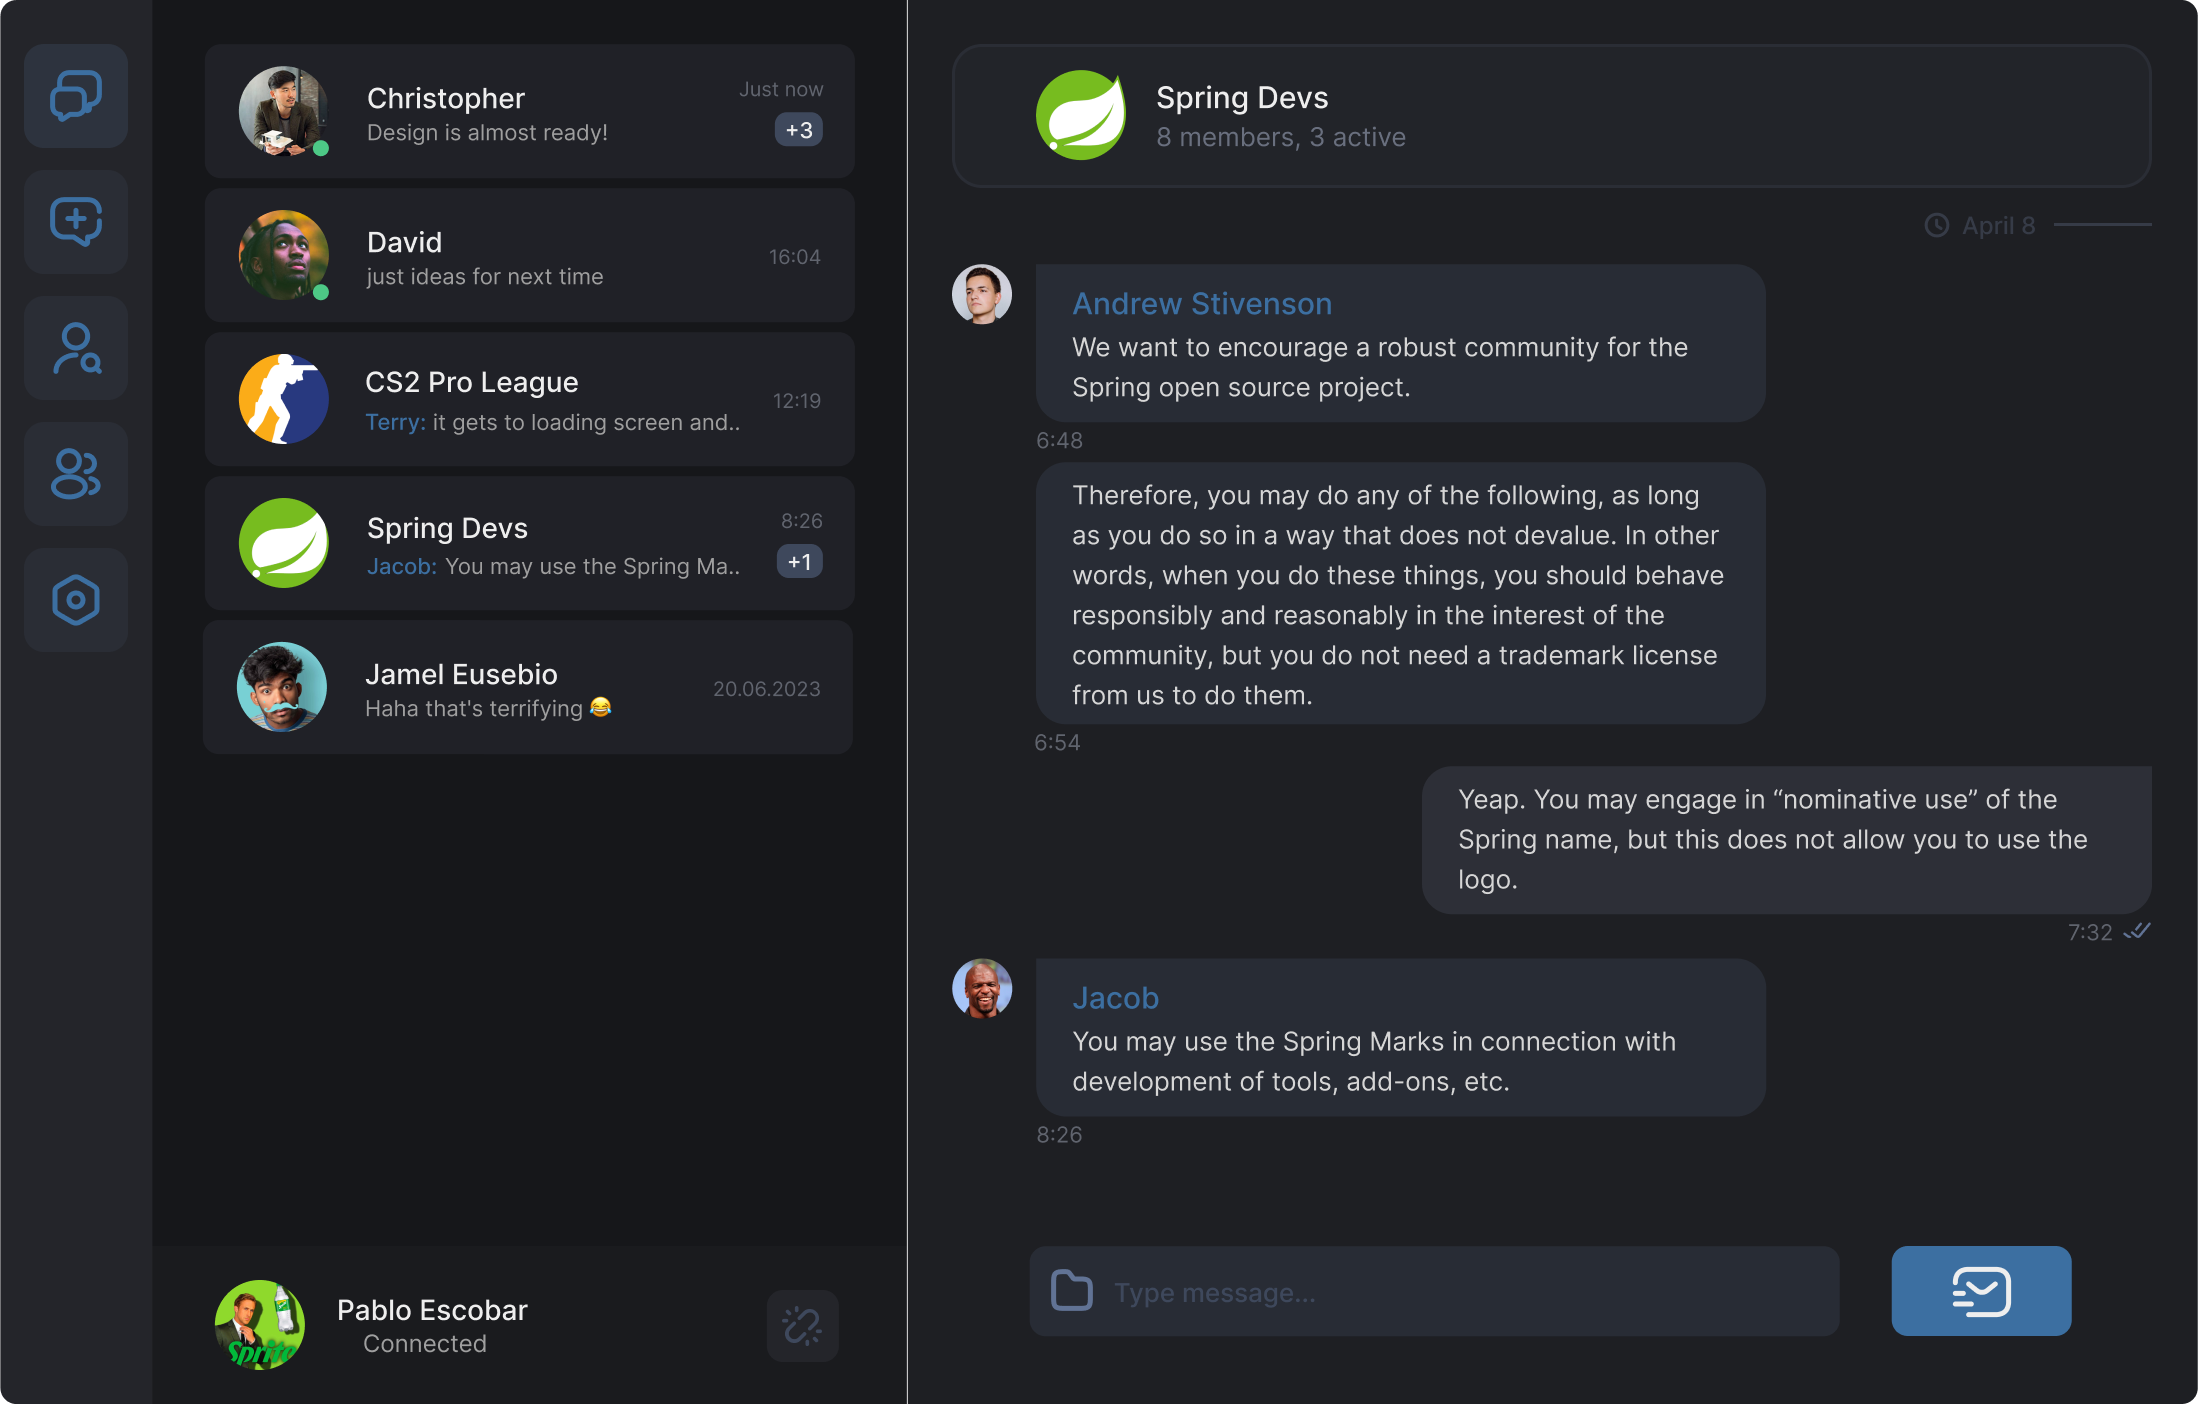 Christopher
Just now
Design is almost ready!
+3
David
16:04
just ideas for next time
CS2 Pro League
12:19
Terry: it gets to loading screen and..
Spring Devs
8:26
Jacob: You may use the Spring Ma..
+1
Jamel Eusebio
20.06.2023
Haha that's terrifying 😂
Sprite
Pablo Escobar
Connected
Spring Devs
8 members, 3 active
April 8
Andrew Stivenson
We want to encourage a robust community for the
Spring open source project.
6:48
Therefore, you may do any of the following, as long
as you do so in a way that does not devalue. In other
words, when you do these things, you should behave
responsibly and reasonably in the interest of the
community, but you do not need a trademark license
from us to do them.
6:54
Yeap. You may engage in “nominative use” of the
Spring name, but this does not allow you to use the
logo.
7:32
Jacob
You may use the Spring Marks in connection with
development of tools, add-ons, etc.
8:26
Type message...